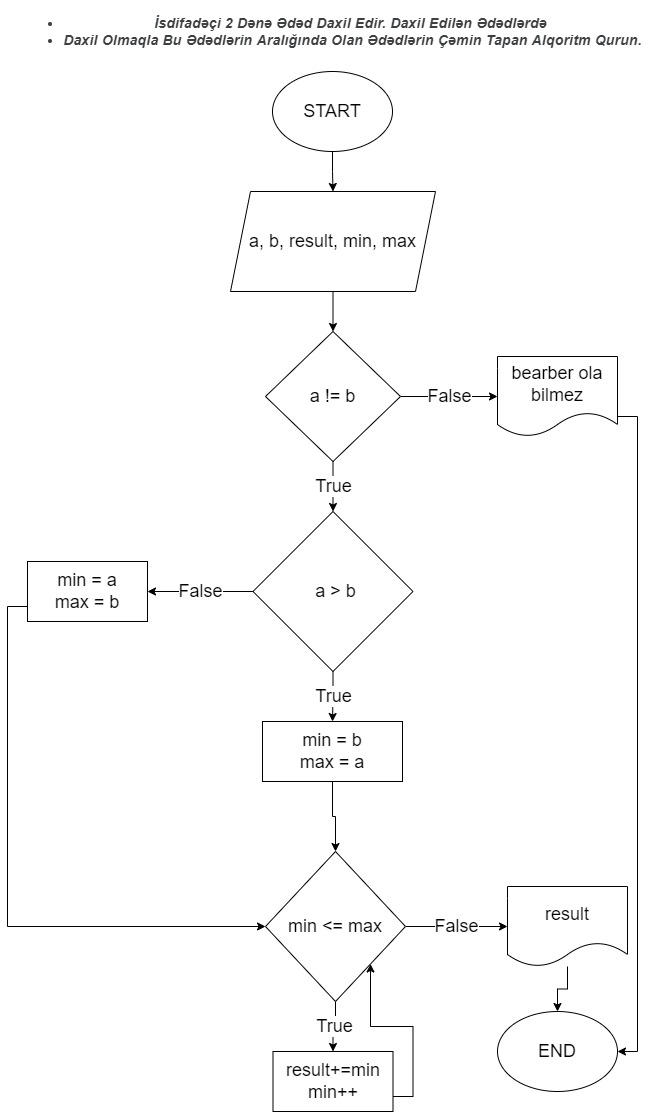 İsdifadəçi 2 Dənə Ədəd Daxil Edir. Daxil Edilən Ədədlərdə
Daxil Olmaqla Bu Ədədlərin Aralığında Olan Ədədlərin Çəmin Tapan Alqoritm Qurun.
START
a, b, result, min, max
a != b
False
bearber ola
bilmez
True
a > b
False
min = a
max = b
True
min = b
max = a
min <= max
False
result
True
result+=min
min++
END